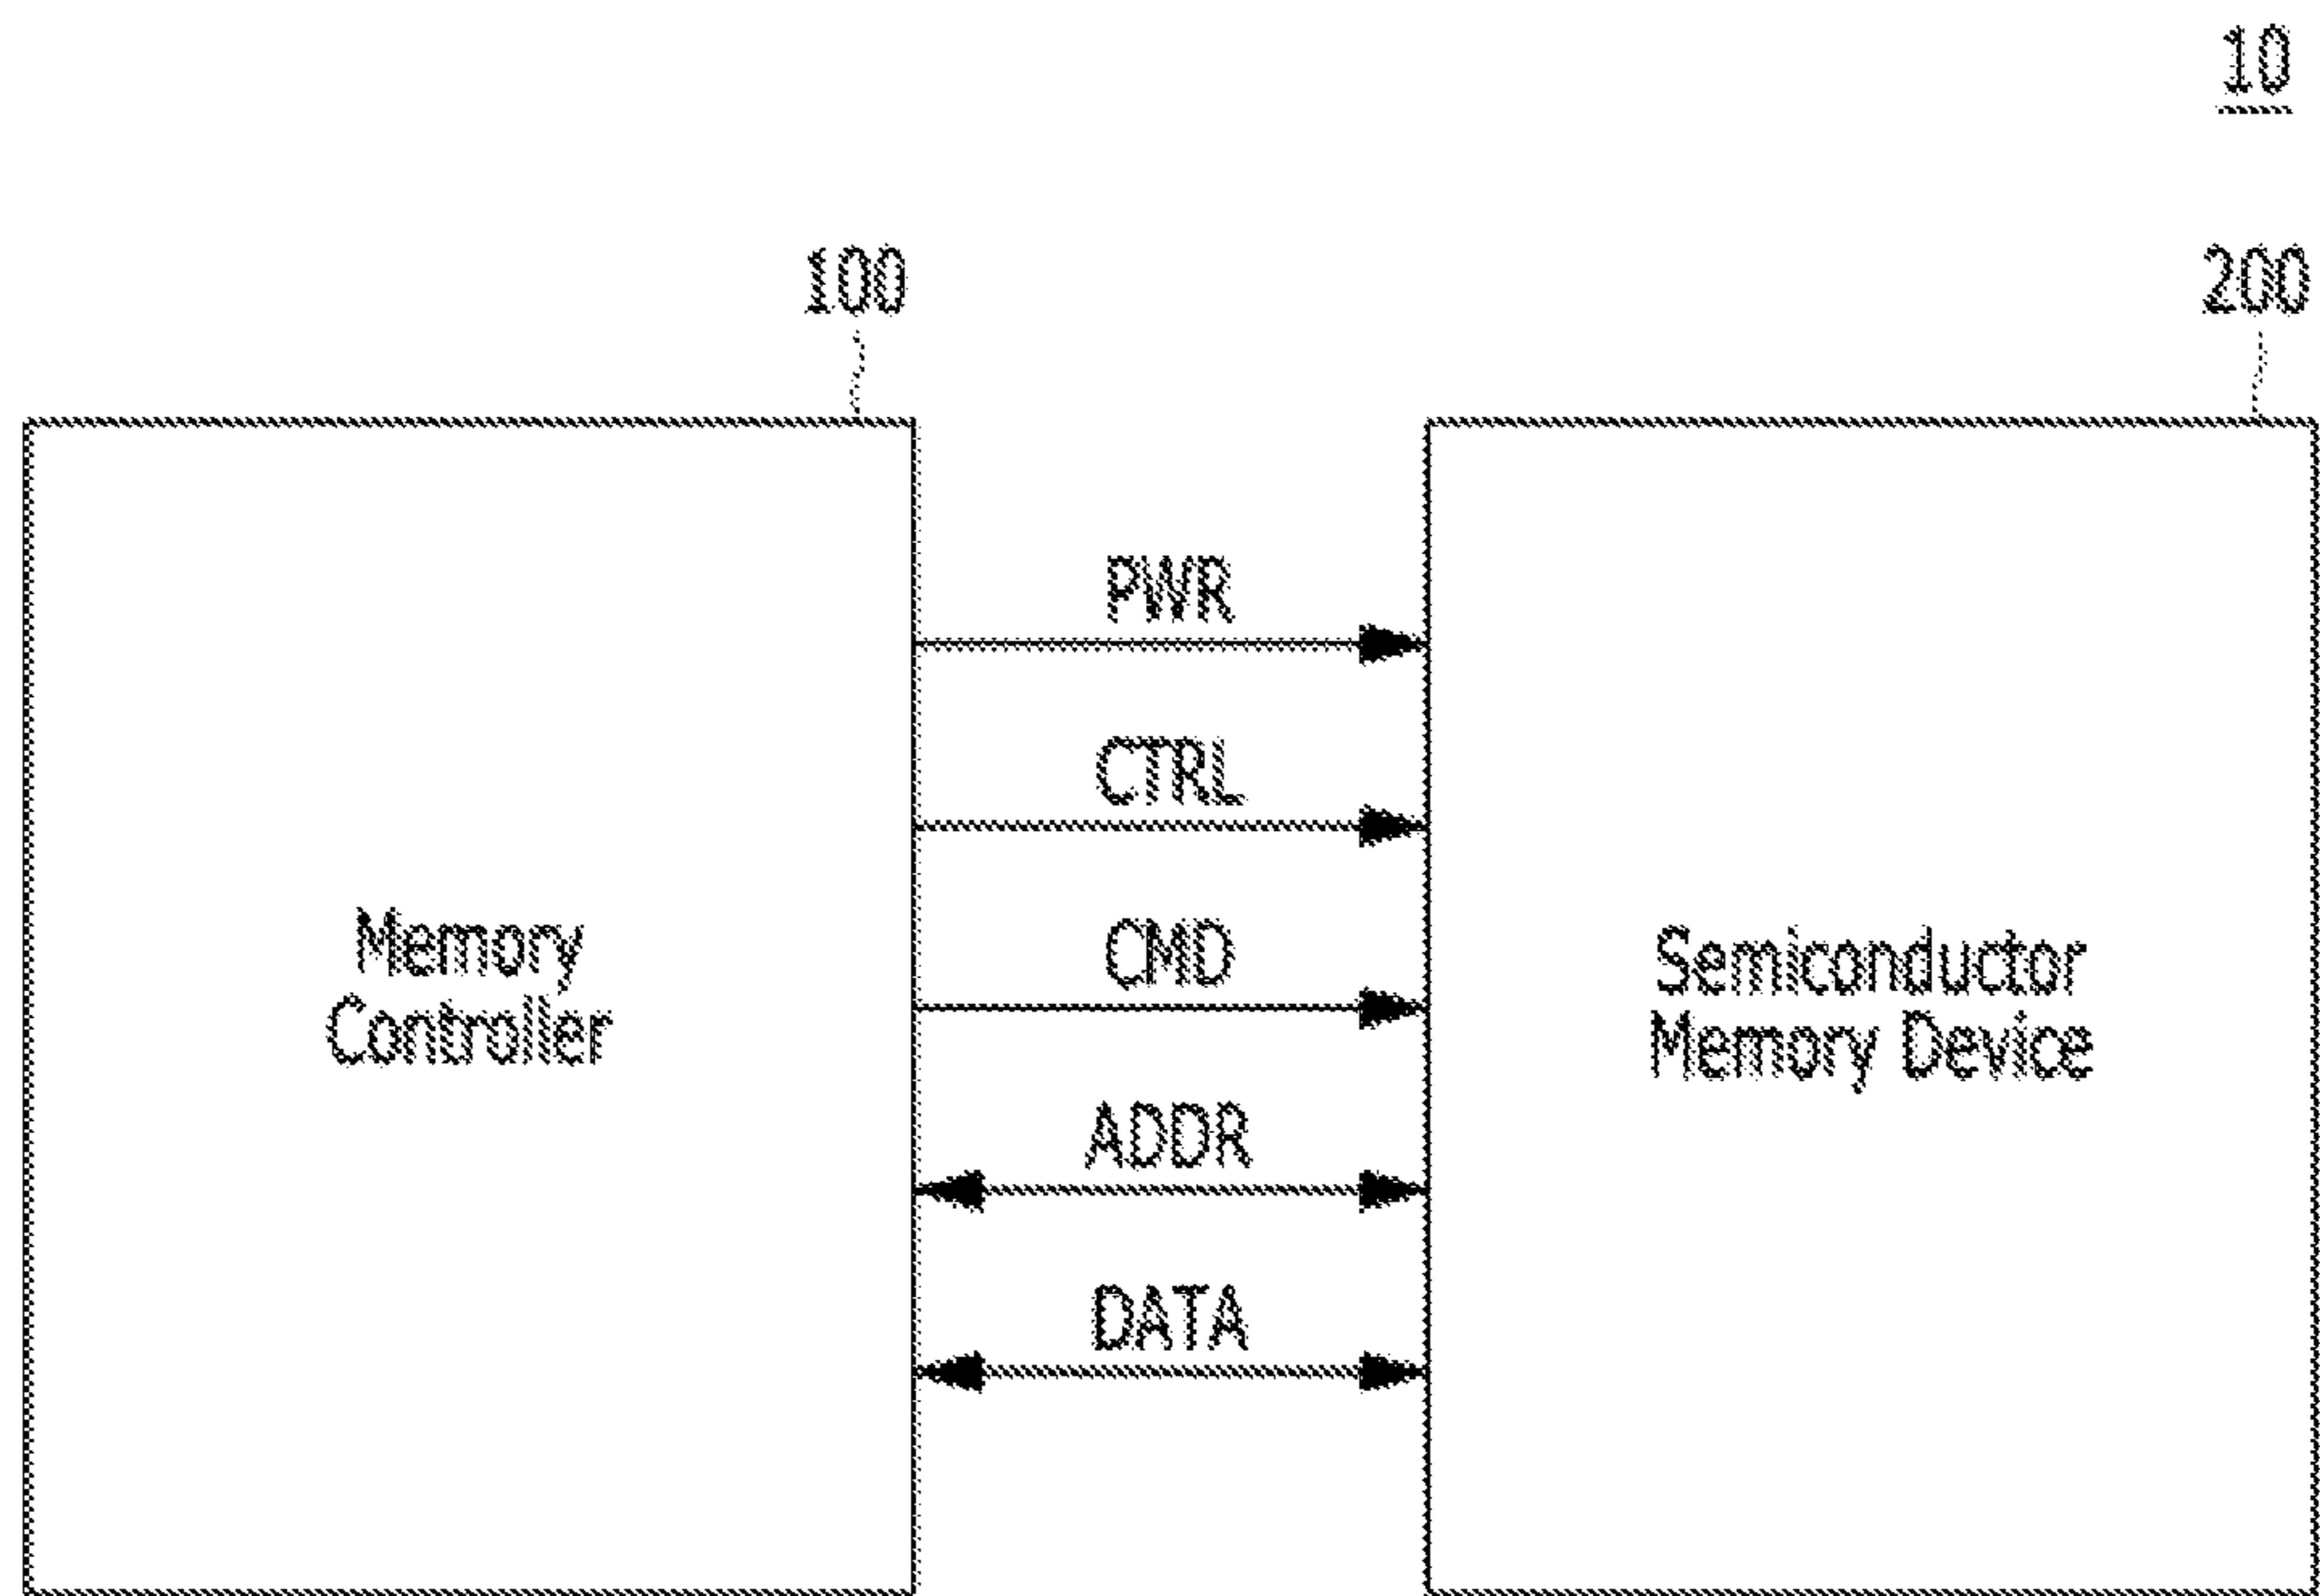 10
100
200
PWR
CTRL
CMD
ADDR
DATA
Memory
Controller
Semiconductor
Memory Device